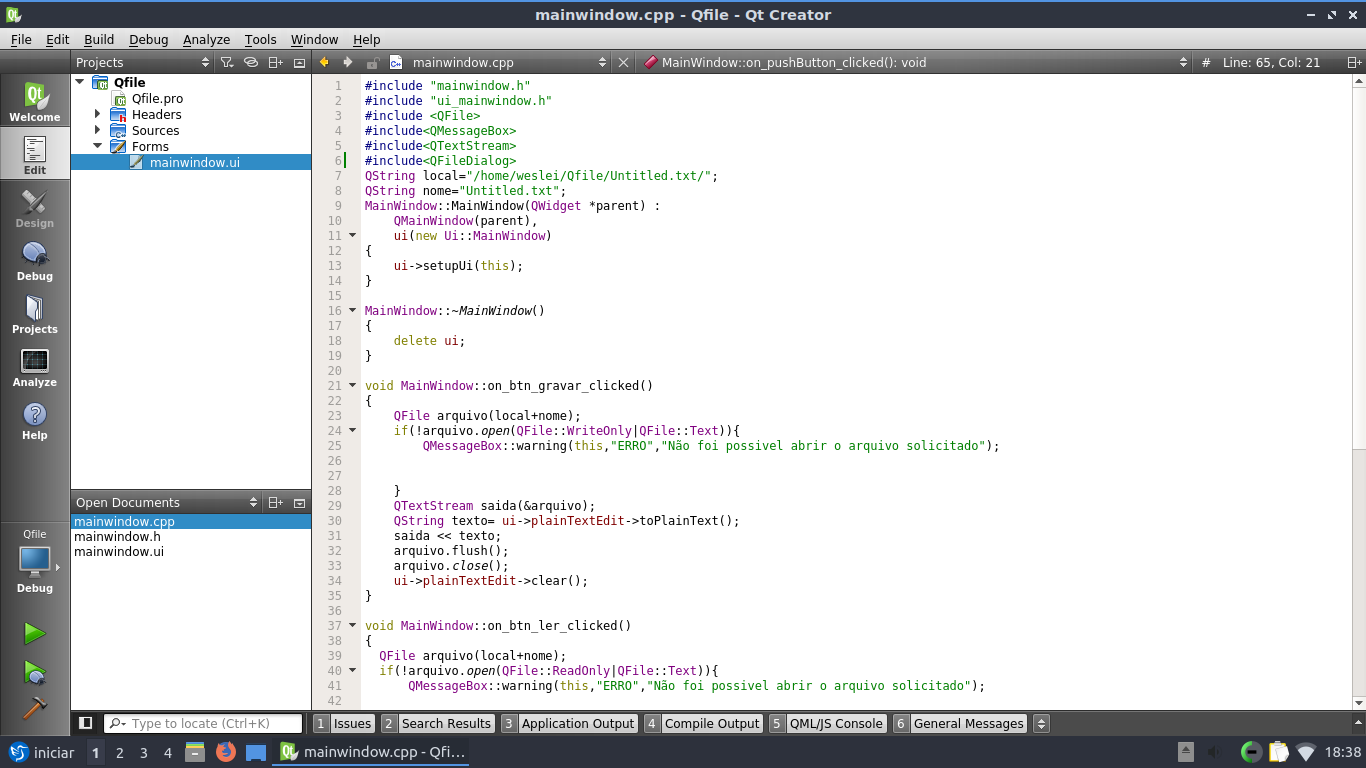 mainwindow.cpp - Qfile - Qt Creator
File Edit Build Debug Analyze Tools Window Help
Projects
mainwindow.cpp
MainWindow::on_pushButton_clicked(): void
# Line: 65, Col: 21
Welcome
Edit
Design
Debug
Projects
Analyze
Help
Qfile
Debug
Qfile
Qfile.pro
Headers
Sources
Forms
mainwindow.ui
Open Documents
mainwindow.cpp
mainwindow.h
mainwindow.ui
1 #include "mainwindow.h"
2 #include "ui_mainwindow.h"
3 #include <QFile>
4 #include<QMessageBox>
5 #include<QTextStream>
6 #include<QFileDialog>
7 QString local="/home/weslei/Qfile/Untitled.txt/";
8 QString nome="Untitled.txt";
9 MainWindow::MainWindow(QWidget *parent) :
10     QMainWindow(parent),
11     ui(new Ui::MainWindow)
12 {
13     ui->setupUi(this);
14 }
15
16 MainWindow::~MainWindow()
17 {
18     delete ui;
19 }
20
21 void MainWindow::on_btn_gravar_clicked()
22 {
23     QFile arquivo(local+nome);
24     if(!arquivo.open(QFile::WriteOnly|QFile::Text)){
25         QMessageBox::warning(this,"ERRO","Não foi possivel abrir o arquivo solicitado");
26
27
28     }
29     QTextStream saida(&arquivo);
30     QString texto= ui->plainTextEdit->toPlainText();
31     saida << texto;
32     arquivo.flush();
33     arquivo.close();
34     ui->plainTextEdit->clear();
35 }
36
37 void MainWindow::on_btn_ler_clicked()
38 {
39   QFile arquivo(local+nome);
40   if(!arquivo.open(QFile::ReadOnly|QFile::Text)){
41       QMessageBox::warning(this,"ERRO","Não foi possivel abrir o arquivo solicitado");
42
Type to locate (Ctrl+K)
1 Issues 2 Search Results 3 Application Output 4 Compile Output 5 QML/JS Console 6 General Messages
iniciar 1 2 3 4 mainwindow.cpp - Qfi... 18:38